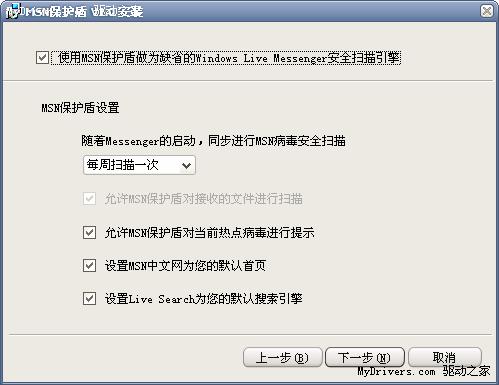 MSN保护盾 安装
使用MSN保护盾做为缺省的Windows Live Messenger安全扫描引擎
MSN保护盾设置
随着Messenger的启动，同步进行MSN病毒安全扫描
每周扫描一次
允许MSN保护盾对接收的文件进行扫描
允许MSN保护盾对当前热点病毒进行提示
设置MSN中文网为您的默认首页
设置Live Search为您的默认搜索引擎
上一步(B)
下一步(N)
取消
MyDrivers.com 驱动之家